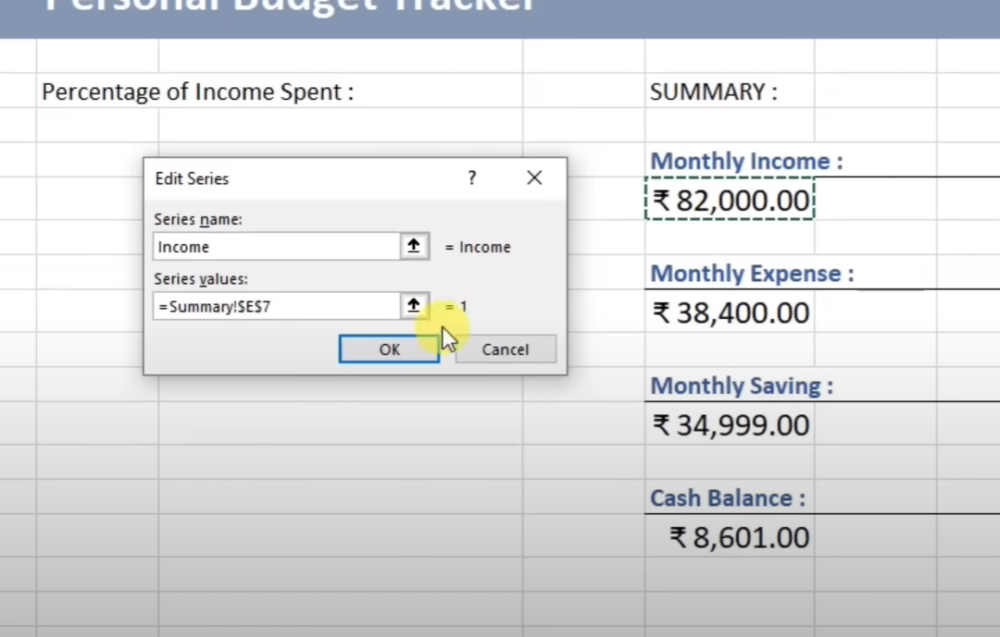 Personal Budget Tracker
Percentage of Income Spent :
SUMMARY :
Monthly Income :
₹ 82,000.00
Edit Series
?
Series name:
Income
= Income
Series values:
=Summary!$E$7
= 1
OK
Cancel
Monthly Expense :
₹ 38,400.00
Monthly Saving :
₹ 34,999.00
Cash Balance :
₹ 8,601.00